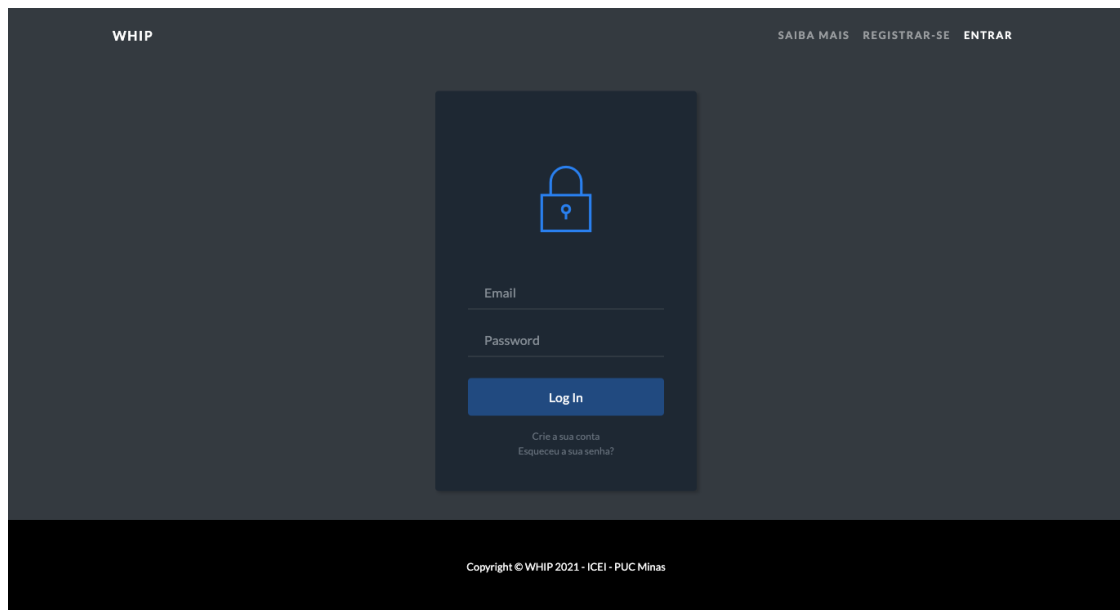 WHIP
SAIBA MAIS REGISTRAR-SE ENTRAR
Email
Password
Log In
Crie a sua conta
Esqueceu a sua senha?
Copyright © WHIP 2021 - ICEI - PUC Minas